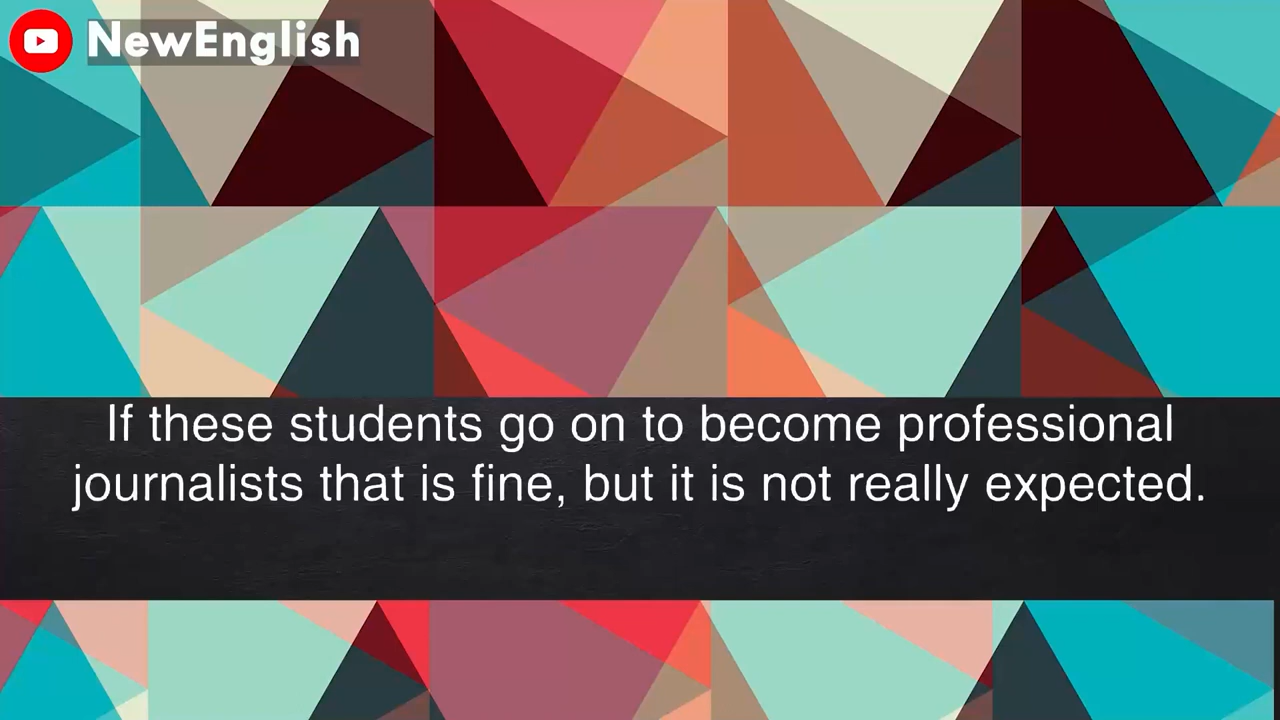 NewEnglish
If these students go on to become professional
journalists that is fine, but it is not really expected.